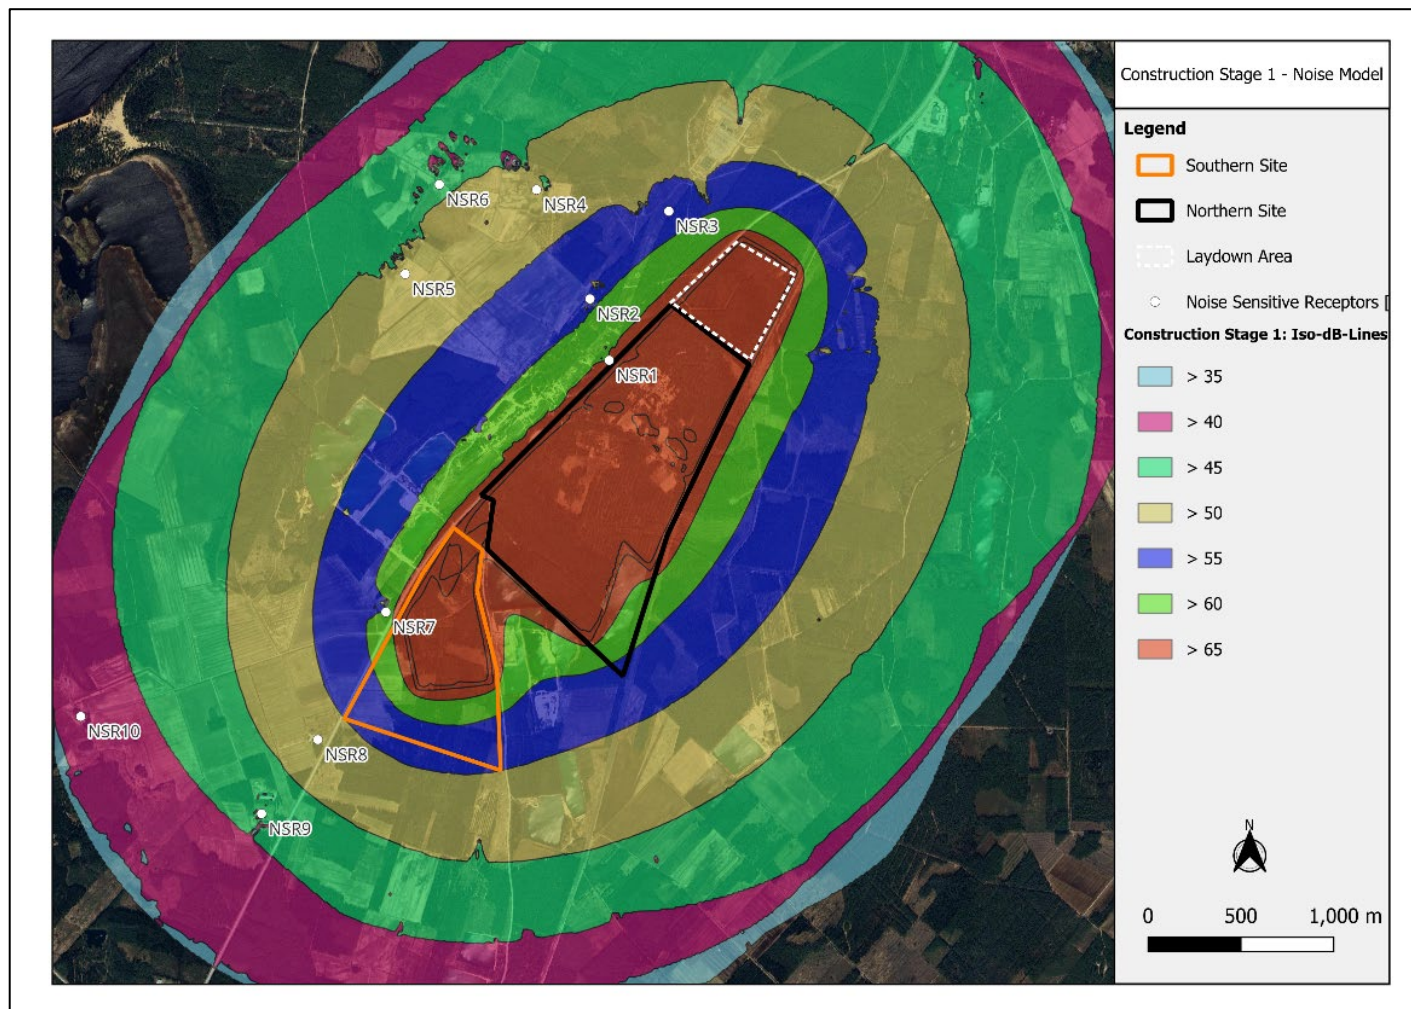 Construction Stage 1 - Noise Model
Legend
Southern Site
Northern Site
Laydown Area
Noise Sensitive Receptors [
Construction Stage 1: Iso-dB-Lines
> 35
> 40
> 45
> 50
> 55
> 60
> 65
N
0 500 1,000 m
NSR6
NSR4
NSR3
NSR5
NSR2
NSR1
NSR7
NSR10
NSR8
NSR9